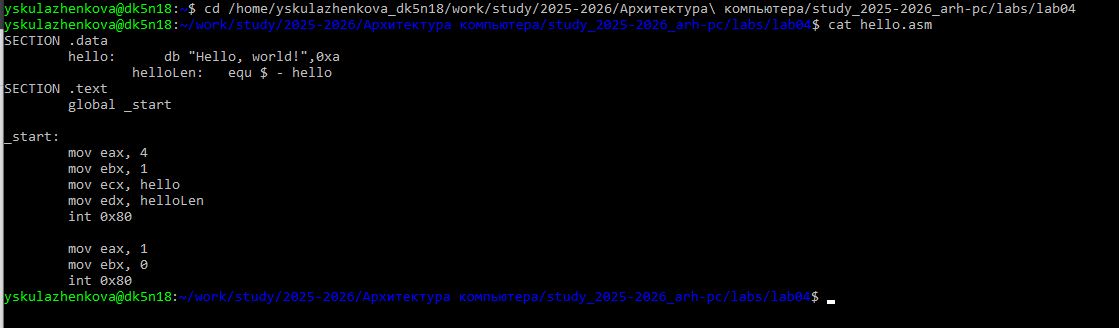 yskulazhenkova@dk5n18:~$ cd /home/yskulazhenkova_dk5n18/work/study/2025-2026/Архитектура\ компьютера/study_2025-2026_arh-pc/labs/lab04
yskulazhenkova@dk5n18:~/work/study/2025-2026/Архитектура компьютера/study_2025-2026_arh-pc/labs/lab04$ cat hello.asm
SECTION .data
        hello:      db "Hello, world!",0xa
                helloLen:   equ $ - hello
SECTION .text
        global _start

_start:
        mov eax, 4
        mov ebx, 1
        mov ecx, hello
        mov edx, helloLen
        int 0x80

        mov eax, 1
        mov ebx, 0
        int 0x80
yskulazhenkova@dk5n18:~/work/study/2025-2026/Архитектура компьютера/study_2025-2026_arh-pc/labs/lab04$